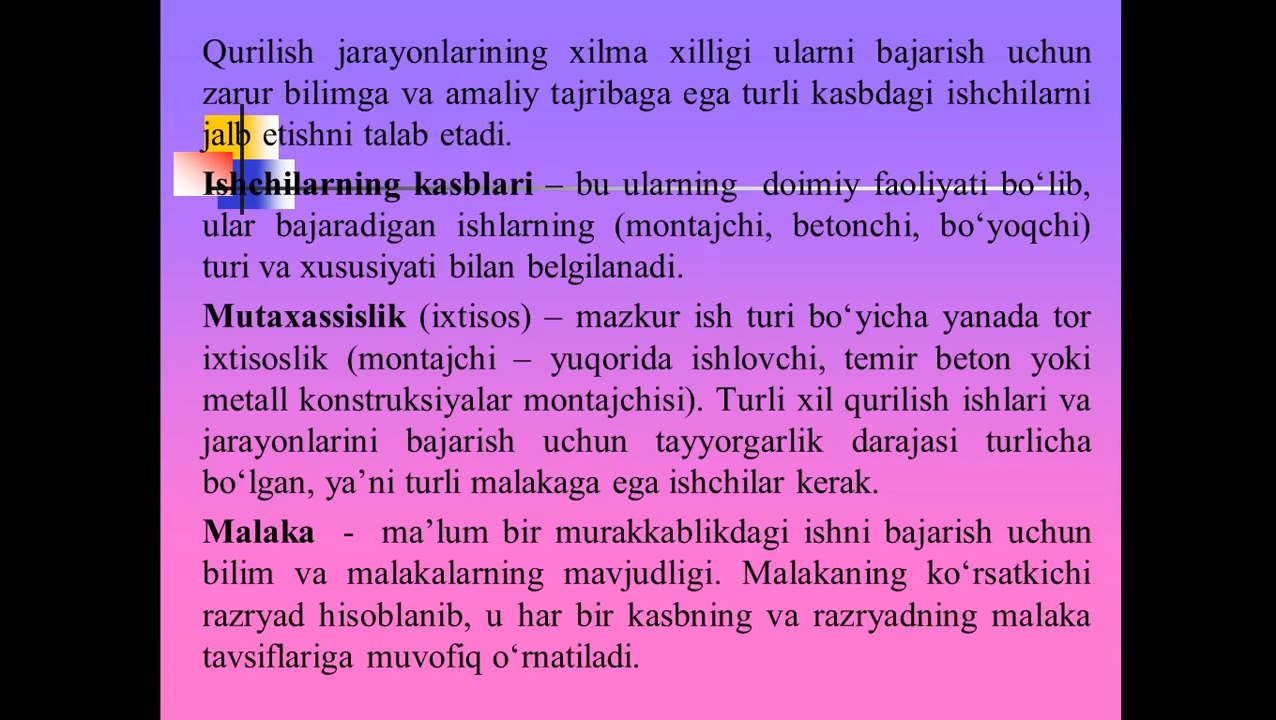 Qurilish jarayonlarining xilma xilligi ularni bajarish uchun
zarur bilimga va amaliy tajribaga ega turli kasbdagi ishchilarni
jalb etishni talab etadi.
Ishchilarning kasblari – bu ularning doimiy faoliyati bo‘lib,
ular bajaradigan ishlarning (montajchi, betonchi, bo‘yoqchi)
turi va xususiyati bilan belgilanadi.
Mutaxassislik (ixtisos) – mazkur ish turi bo‘yicha yanada tor
ixtisoslik (montajchi – yuqorida ishlovchi, temir beton yoki
metall konstruksiyalar montajchisi). Turli xil qurilish ishlari va
jarayonlarini bajarish uchun tayyorgarlik darajasi turlicha
bo‘lgan, ya’ni turli malakaga ega ishchilar kerak.
Malaka - ma’lum bir murakkablikdagi ishni bajarish uchun
bilim va malakalarning mavjudligi. Malakaning ko‘rsatkichi
razryad hisoblanib, u har bir kasbning va razryadning malaka
tavsiflariga muvofiq o‘rnatiladi.